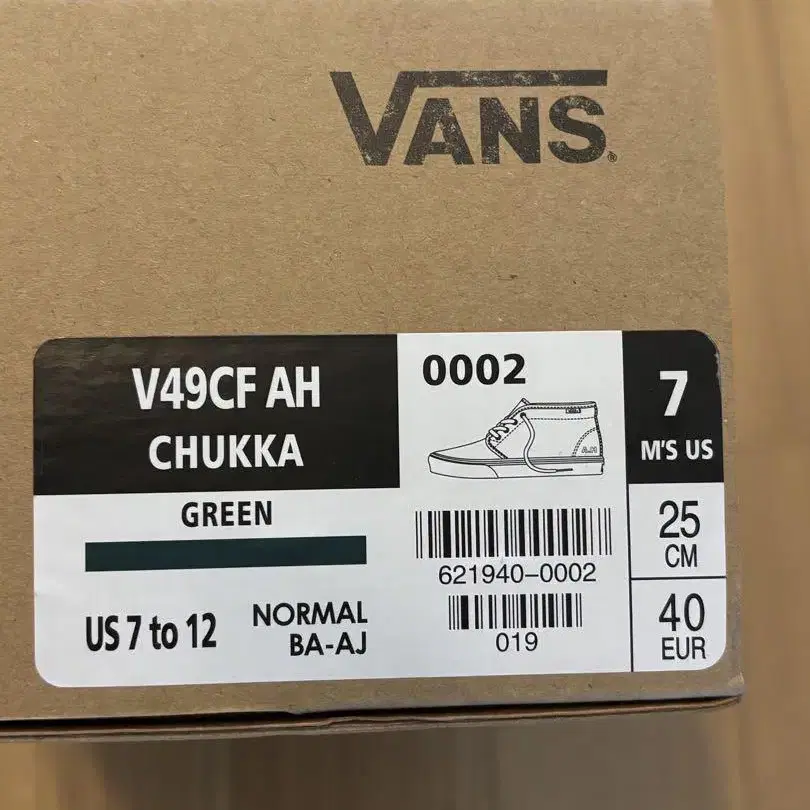 VANS®
V49CF AH
CHUKKA
GREEN
US 7 to 12
NORMAL
BA-AJ
0002
A.H
621940-0002
019
7
M'S US
25
CM
40
EUR